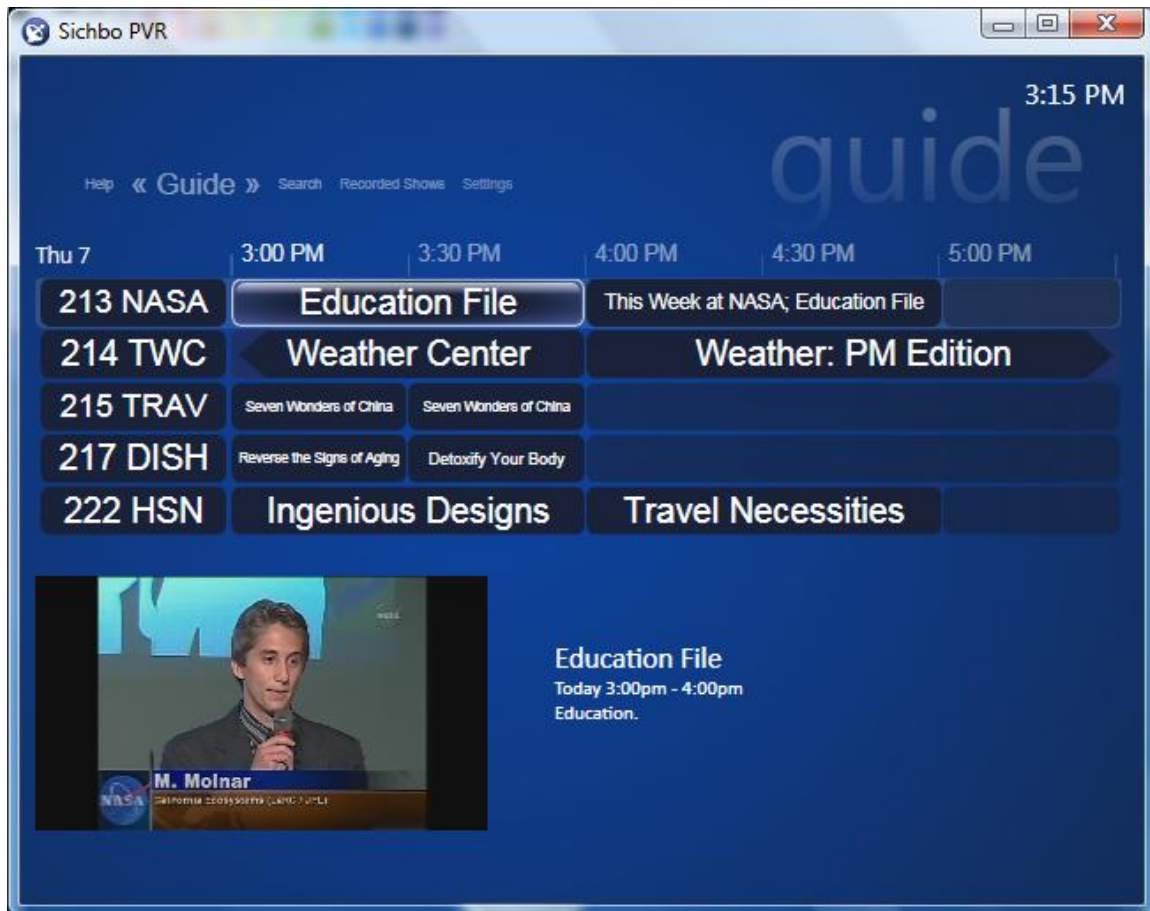 Sichbo PVR
3:15 PM
guide
Help « Guide » Search Recorded Shows Settings
Thu 7 3:00 PM 3:30 PM 4:00 PM 4:30 PM 5:00 PM
213 NASA Education File This Week at NASA; Education File
214 TWC Weather Center Weather: PM Edition
215 TRAV Seven Wonders of China Seven Wonders of China
217 DISH Reverse the Signs of Aging Detoxify Your Body
222 HSN Ingenious Designs Travel Necessities
Education File
Today 3:00pm - 4:00pm
Education.
M. Molnar
NASA California Ecosystems (LaRC / JPL)